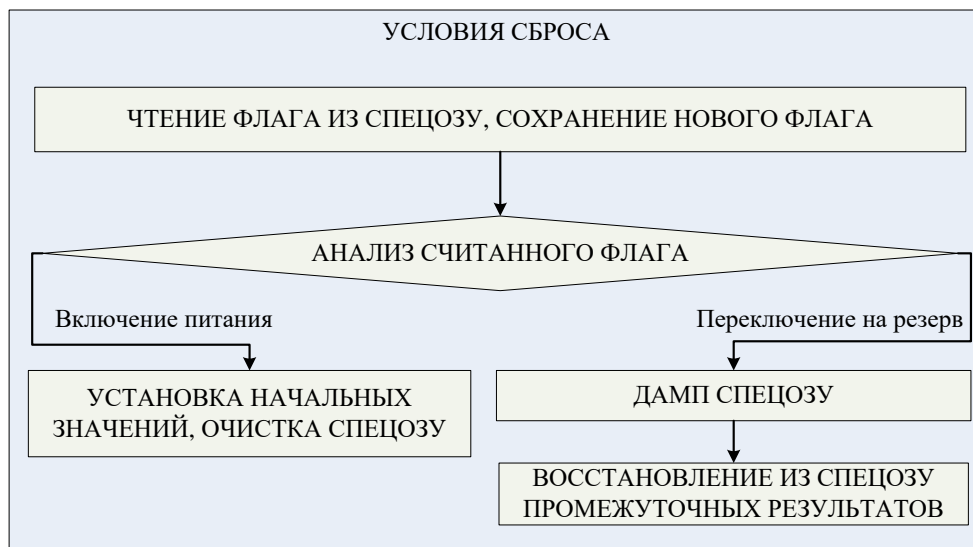 УСЛОВИЯ СБРОСА
ЧТЕНИЕ ФЛАГА ИЗ СПЕЦОЗУ, СОХРАНЕНИЕ НОВОГО ФЛАГА
АНАЛИЗ СЧИТАННОГО ФЛАГА
Включение питания
Переключение на резерв
УСТАНОВКА НАЧАЛЬНЫХ
ЗНАЧЕНИЙ, ОЧИСТКА СПЕЦОЗУ
ДАМП СПЕЦОЗУ
ВОССТАНОВЛЕНИЕ ИЗ СПЕЦОЗУ
ПРОМЕЖУТОЧНЫХ РЕЗУЛЬТАТОВ